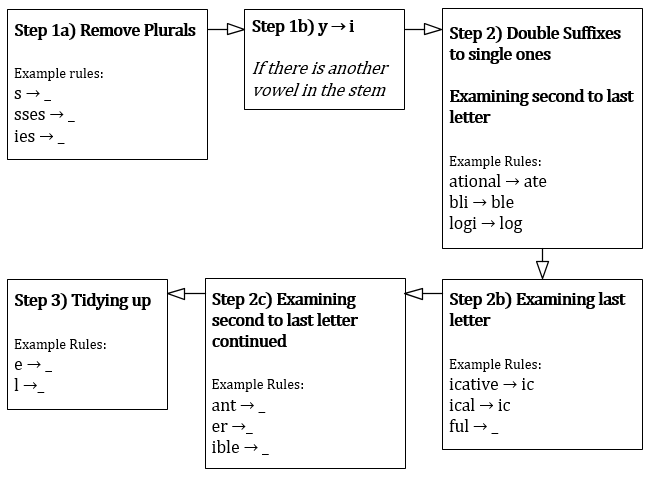 Step 1a) Remove Plurals
Example rules:
s → _
sses → _
ies → _
Step 1b) y → i
If there is another
vowel in the stem
Step 2) Double Suffixes
to single ones
Examining second to last
letter
Example Rules:
ational → ate
bli → ble
logi → log
Step 2b) Examining last
letter
Example Rules:
icative → ic
ical → ic
ful → _
Step 2c) Examining
second to last letter
continued
Example Rules:
ant → _
er →_
ible → _
Step 3) Tidying up
Example Rules:
e → _
l →_